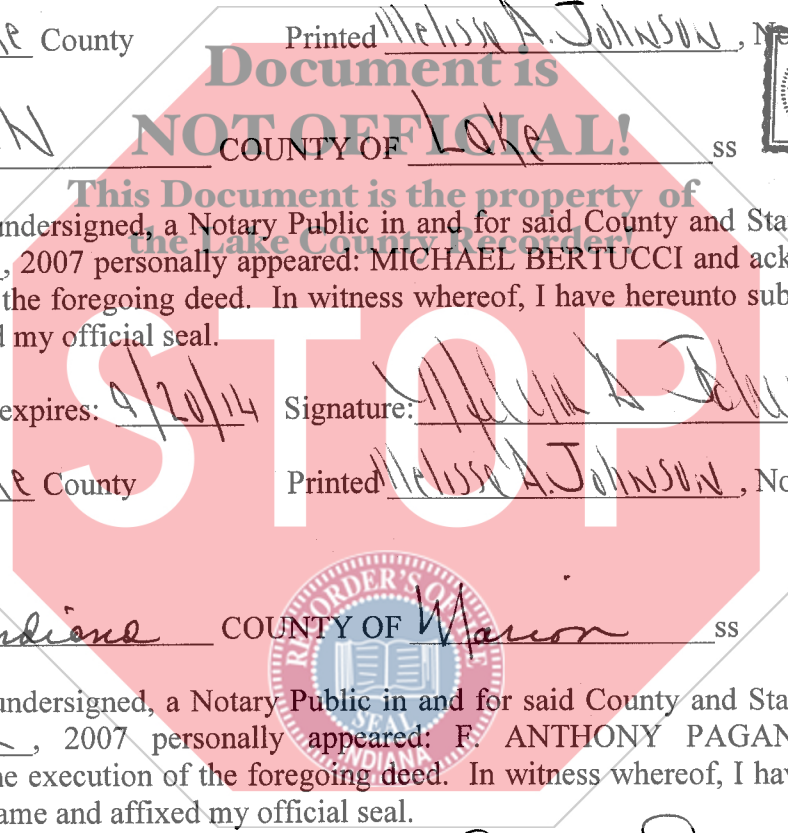 County Printed Melissa A. Johnson,
Document is
NOT OFFICIAL!
COUNTY OF Lake ss
This Document is the property of
the Lake County Recorder!
undersigned, a Notary Public in and for said County and Sta
, 2007 personally appeared: MICHAEL BERTUCCI and ack
the foregoing deed. In witness whereof, I have hereunto sub
my official seal.
STOP
expires: 9/20/14 Signature: Melissa A Joh
County Printed Melissa A. Johnson, No
RECORDER'S OFFICE
SEAL
INDIANA
ndiana COUNTY OF Marion ss
undersigned, a Notary Public in and for said County and Sta
, 2007 personally appeared: F. ANTHONY PAGAN
he execution of the foregoing deed. In witness whereof, I hav
ame and affixed my official seal.